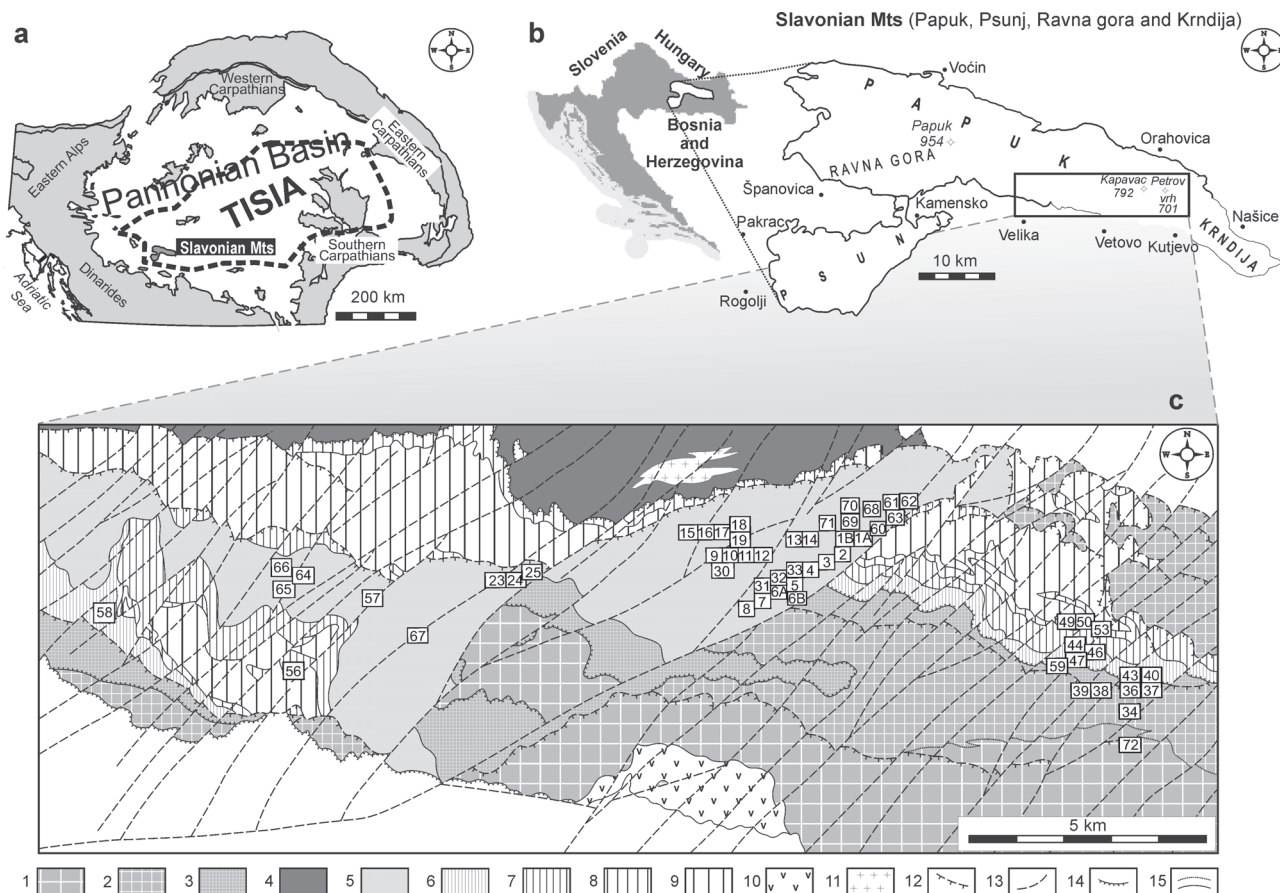 Slavonian Mts (Papuk, Psunj, Ravna gora and Krndija)
a
N
W E
S
Western
Carpathians
Eastern
Carpathians
Eastern Alps
Pannonian Basin
TISIA
Slavonian Mts
Southern
Carpathians
Dinarides
Adriatic
Sea
200 km
b
N
W E
S
Slovenia
Hungary
Bosnia
and
Herzegovina
Voćin
PAPUK
Papuk
954
RAVNA GORA
Orahovica
Kapavac
792
Petrov
vrh
701
Španovica
Kamensko
Pakrac
Velika
Vetovo
Kutjevo
Našice
KRNDIJA
PSUNJ
Rogolji
10 km
c
N
W E
S
70
68
61
62
18
71
69
63
15
16
17
60
19
13
14
1B
1A
9
10
11
12
2
3
30
33
4
66
64
23
24
25
32
5
65
31
6A
6B
57
7
8
58
67
49
50
53
44
46
47
59
56
43
40
39
38
36
37
34
72
5 km
1 2 3 4 5 6 7 8 9 10 11 12 13 14 15